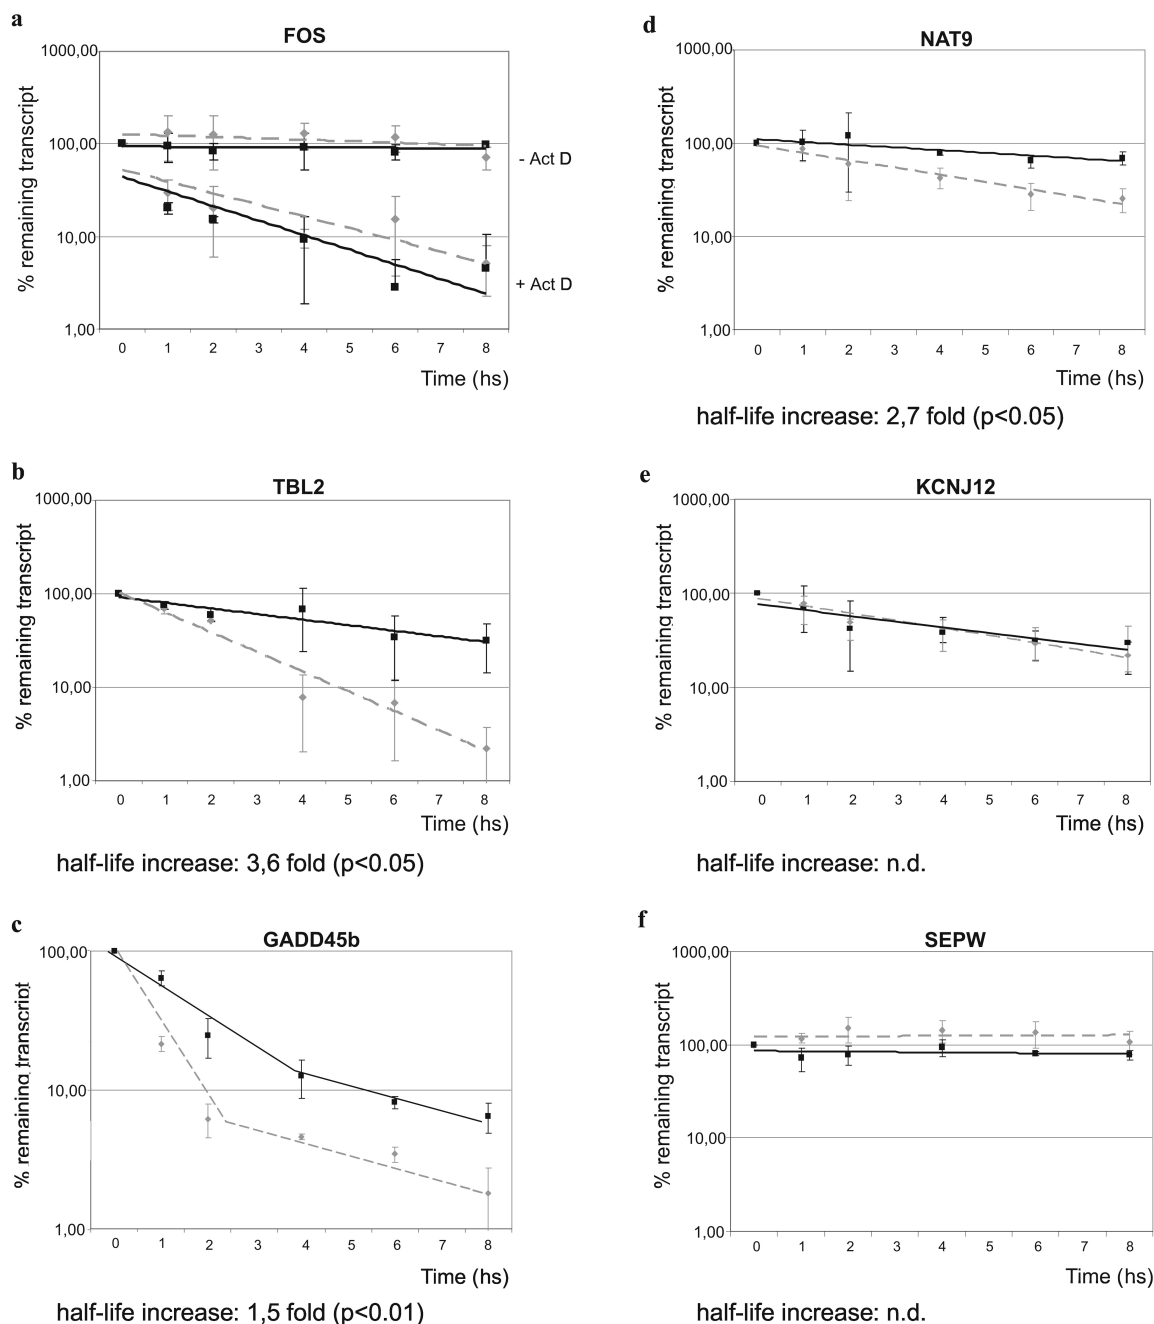 a
FOS
1000,00
100,00
10,00
1,00
% remaining transcript
- Act D
+ Act D
0 1 2 3 4 5 6 7 8
Time (hs)
b
TBL2
1000,00
100,00
10,00
1,00
% remaining transcript
0 1 2 3 4 5 6 7 8
Time (hs)
half-life increase: 3,6 fold (p<0.05)
c
GADD45b
100,00
10,00
1,00
% remaining transcript
0 1 2 3 4 5 6 7 8
Time (hs)
half-life increase: 1,5 fold (p<0.01)
d
NAT9
1000,00
100,00
10,00
1,00
% remaining transcript
0 1 2 3 4 5 6 7 8
Time (hs)
half-life increase: 2,7 fold (p<0.05)
e
KCNJ12
1000,00
100,00
10,00
1,00
% remaining transcript
0 1 2 3 4 5 6 7 8
Time (hs)
half-life increase: n.d.
f
SEPW
1000,00
100,00
10,00
1,00
% remaining transcript
0 1 2 3 4 5 6 7 8
Time (hs)
half-life increase: n.d.